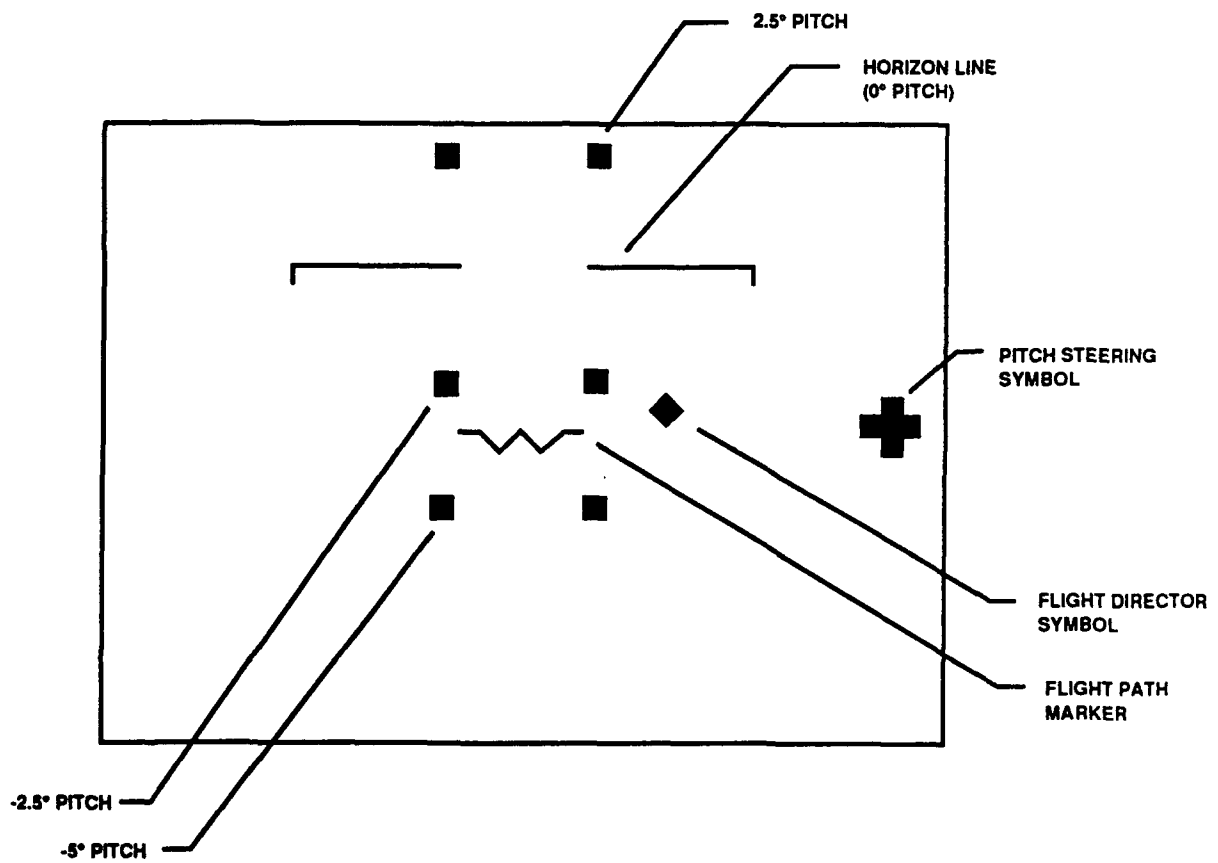 2.5° PITCH
HORIZON LINE
(0° PITCH)
PITCH STEERING
SYMBOL
FLIGHT DIRECTOR
SYMBOL
FLIGHT PATH
MARKER
-2.5° PITCH
-5° PITCH